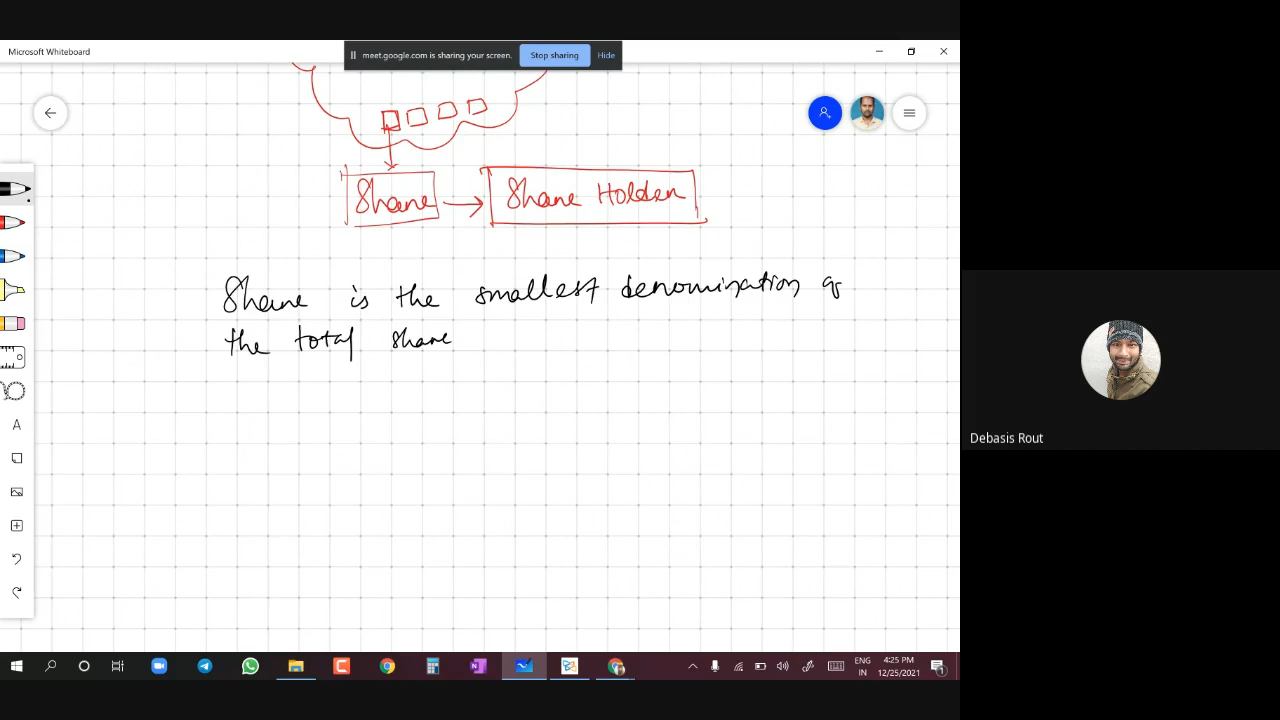 Microsoft Whiteboard
meet.google.com is sharing your screen.
Stop sharing
Hide
Share
Share Holder
Share is the smallest denomination of
the total share
A
Debasis Rout
ENG
IN
4:25 PM
12/25/2021
1